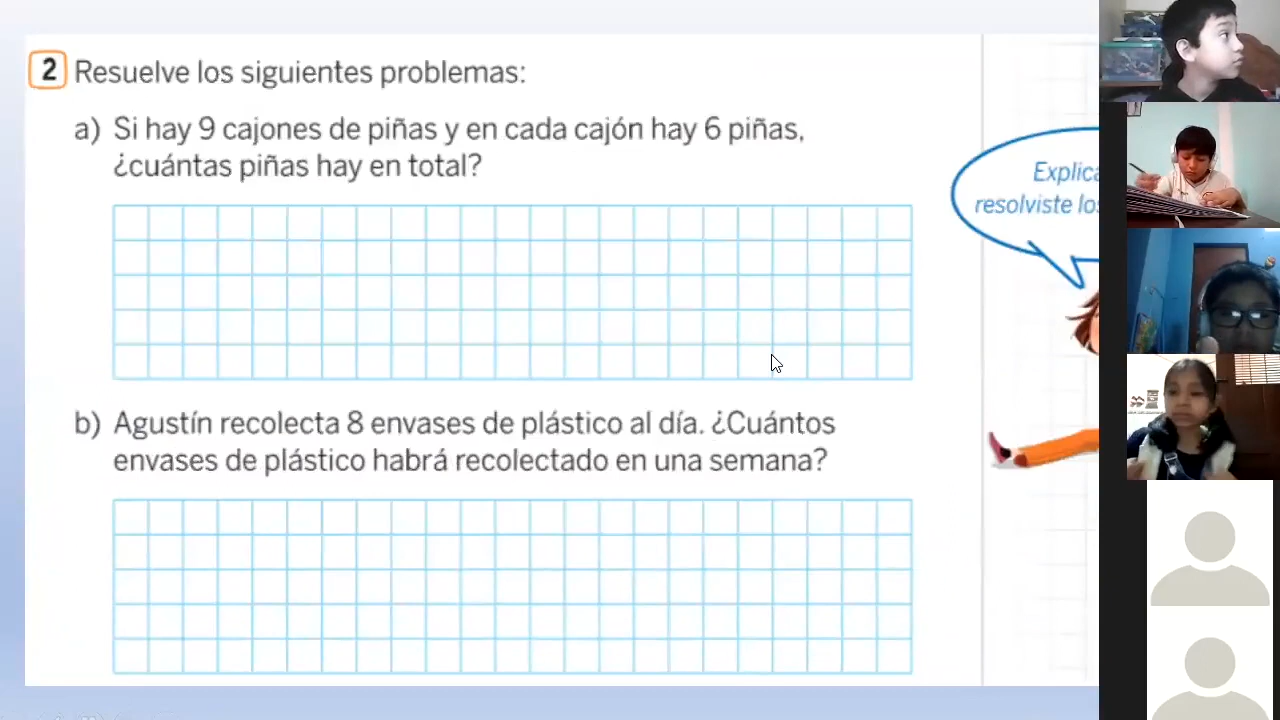 2 Resuelve los siguientes problemas:
a) Si hay 9 cajones de piñas y en cada cajón hay 6 piñas,
¿cuántas piñas hay en total?
Explica
resolviste los
b) Agustín recolecta 8 envases de plástico al día. ¿Cuántos
envases de plástico habrá recolectado en una semana?